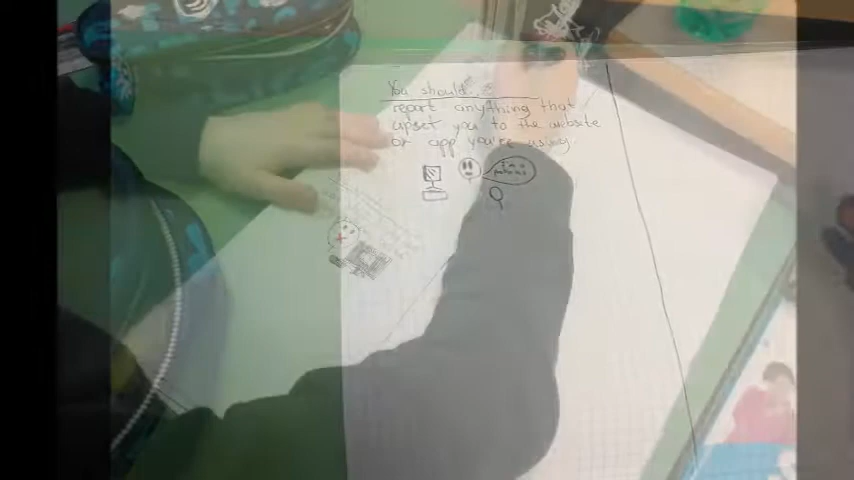 You should...
report anything that
upset you to the website
or app you're using.
I'm a